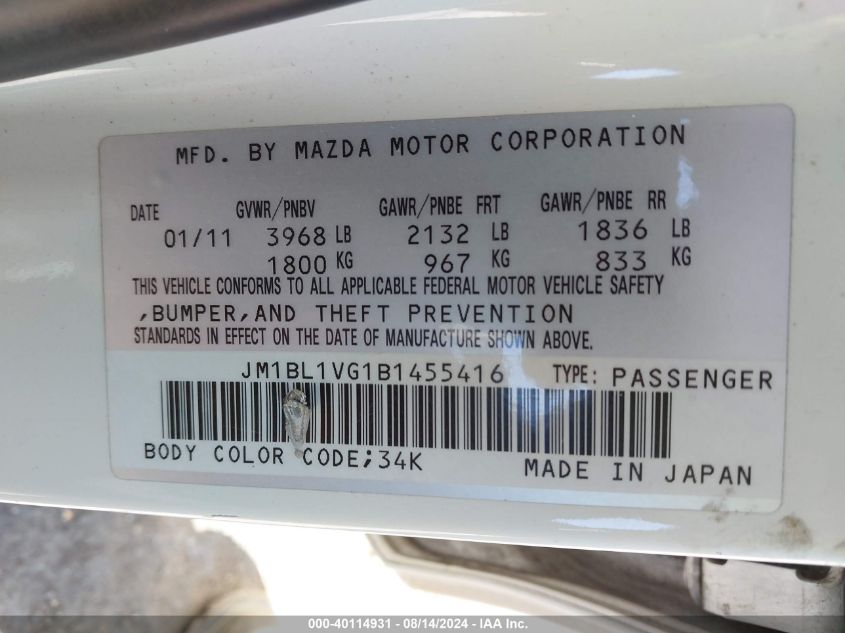 MFD. BY MAZDA MOTOR CORPORATION
DATE GVWR/PNBV GAWR/PNBE FRT GAWR/PNBE RR
01/11 3968 LB 2132 LB 1836 LB
1800 KG 967 KG 833 KG
THIS VEHICLE CONFORMS TO ALL APPLICABLE FEDERAL MOTOR VEHICLE SAFETY
,BUMPER,AND THEFT PREVENTION
STANDARDS IN EFFECT ON THE DATE OF MANUFACTURE SHOWN ABOVE.
JM1BL1VG1B1455416 TYPE: PASSENGER
BODY COLOR CODE;34K MADE IN JAPAN
000-40114931 - 08/14/2024 - IAA Inc.